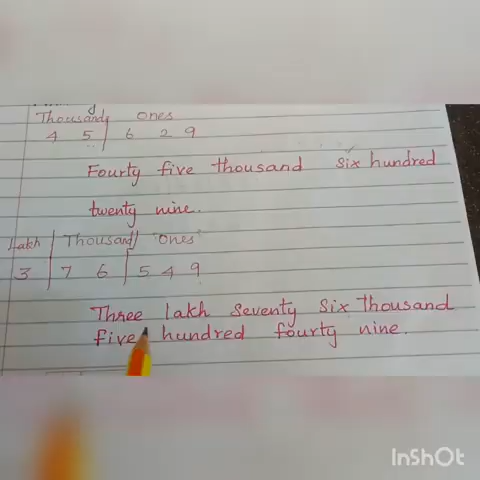 Thousand Ones
4 5 6 2 9
Fourty five thousand six hundred
twenty nine.
Lakh Thousand Ones
3 7 6 5 4 9
Three lakh seventy six thousand
five hundred fourty nine.
InShOt